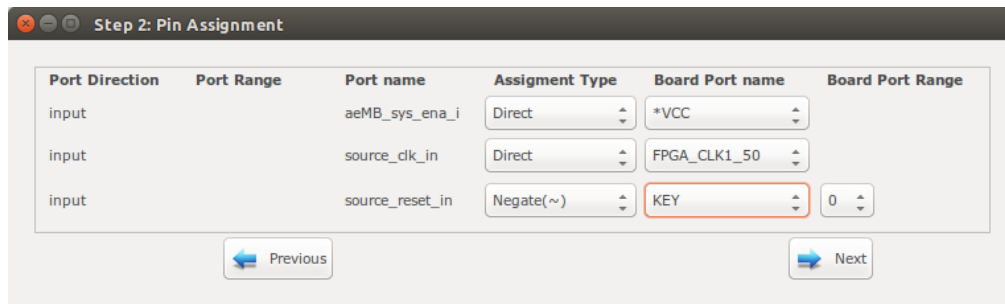 Step 2: Pin Assignment
Port Direction Port Range Port name Assigment Type Board Port name Board Port Range
input aeMB_sys_ena_i Direct *VCC
input source_clk_in Direct FPGA_CLK1_50
input source_reset_in Negate(~) KEY 0
Previous Next